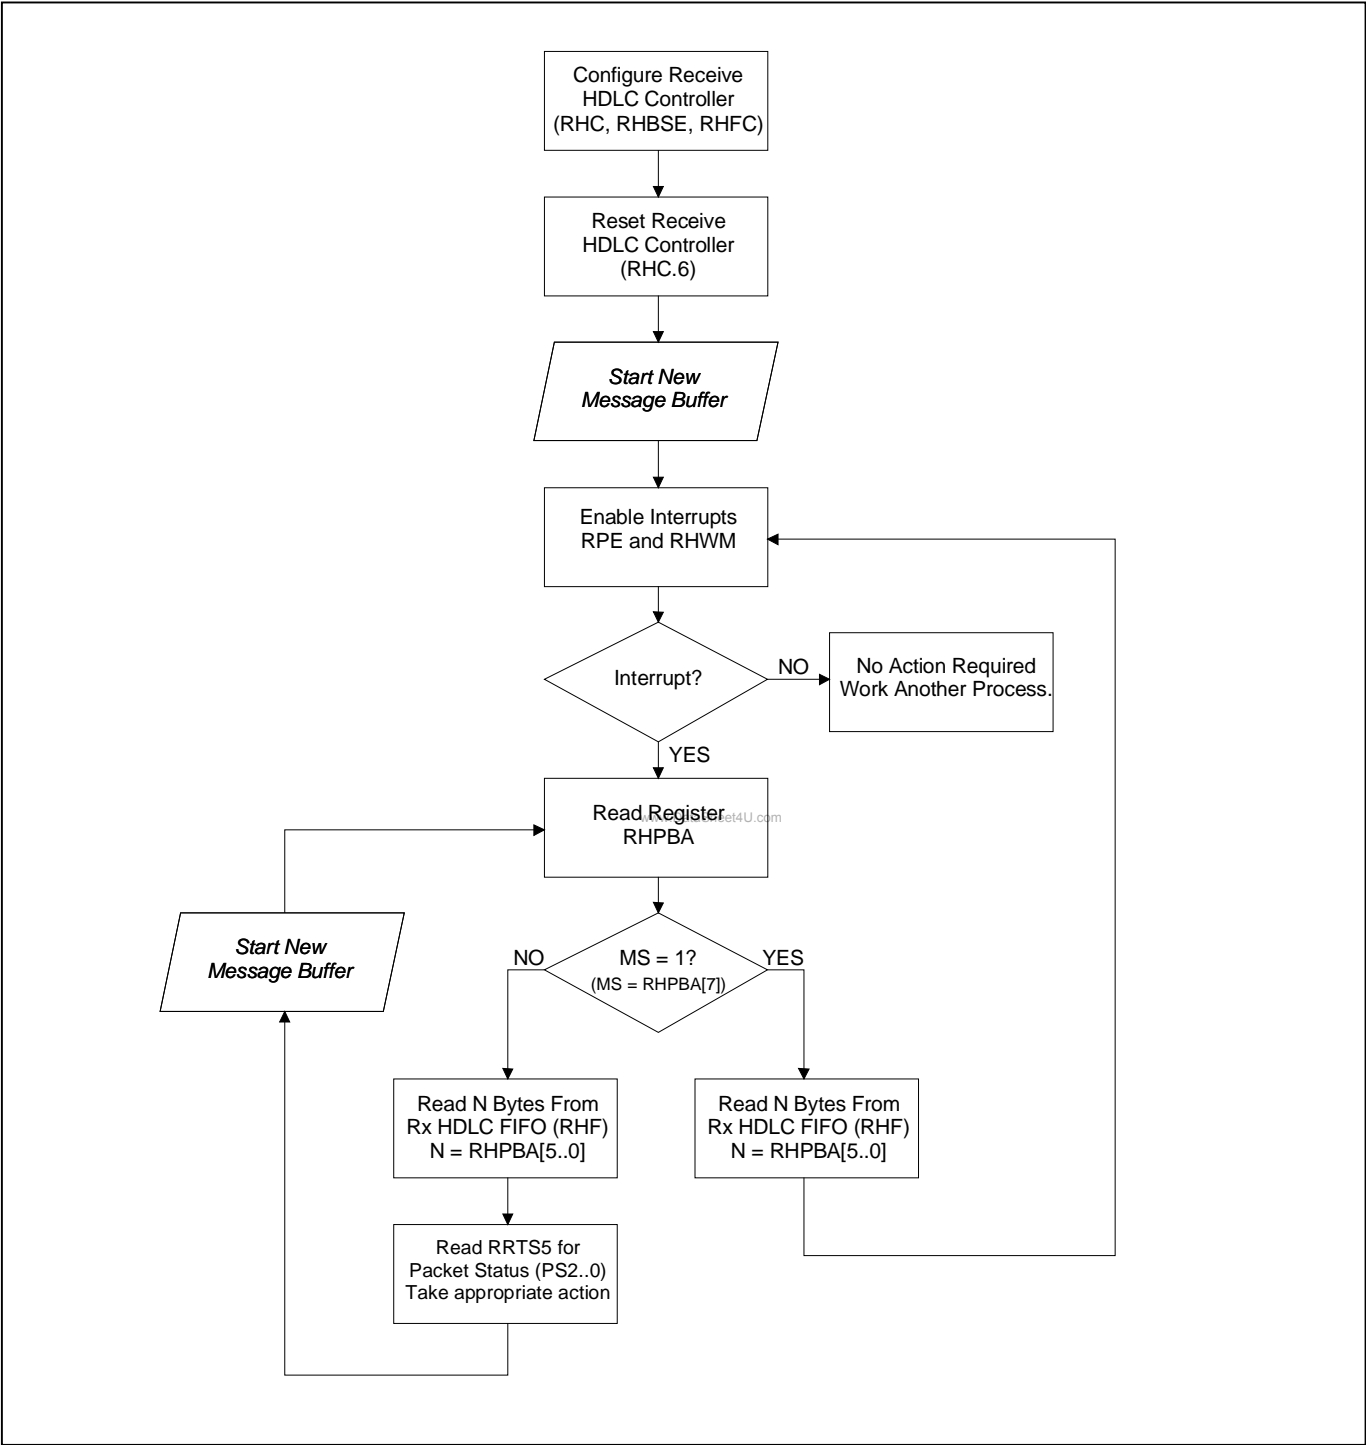 Configure Receive
HDLC Controller
(RHC, RHBSE, RHFC)
Reset Receive
HDLC Controller
(RHC.6)
Start New
Message Buffer
Enable Interrupts
RPE and RHWM
Interrupt?
NO
No Action Required
Work Another Process.
YES
Read Register
www.DataSheet4U.com
RHPBA
Start New
Message Buffer
NO
MS = 1?
(MS = RHPBA[7])
YES
Read N Bytes From
Rx HDLC FIFO (RHF)
N = RHPBA[5..0]
Read N Bytes From
Rx HDLC FIFO (RHF)
N = RHPBA[5..0]
Read RRTS5 for
Packet Status (PS2..0)
Take appropriate action